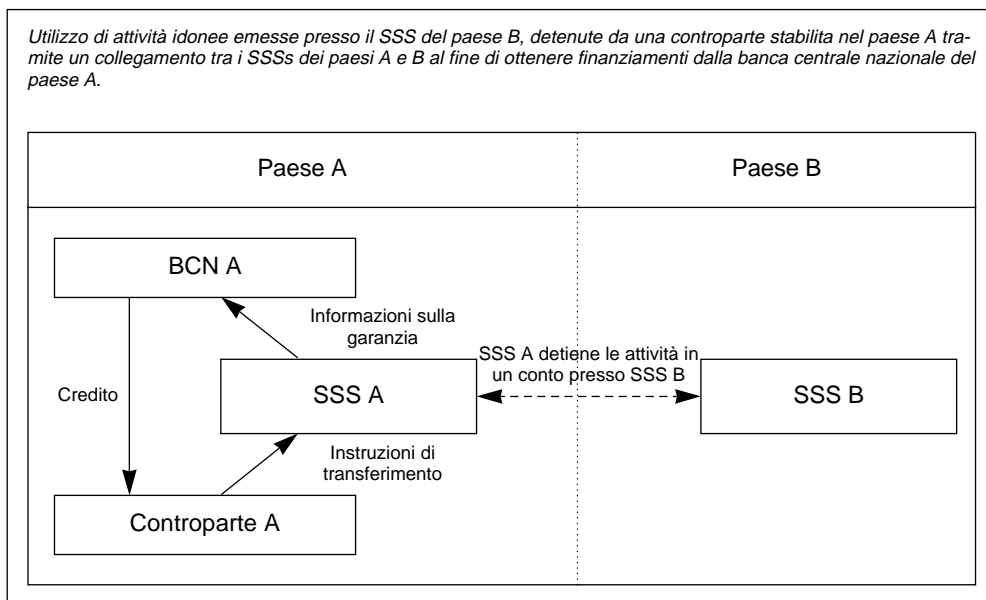 Utilizzo di attività idonee emesse presso il SSS del paese B, detenute da una controparte stabilita nel paese A tra-
mite un collegamento tra i SSSs dei paesi A e B al fine di ottenere finanziamenti dalla banca centrale nazionale del
paese A.
Paese A
Paese B
BCN A
Informazioni sulla
garanzia
SSS A detiene le attività in
un conto presso SSS B
Credito
SSS A
SSS B
Instruzioni di
transferimento
Controparte A